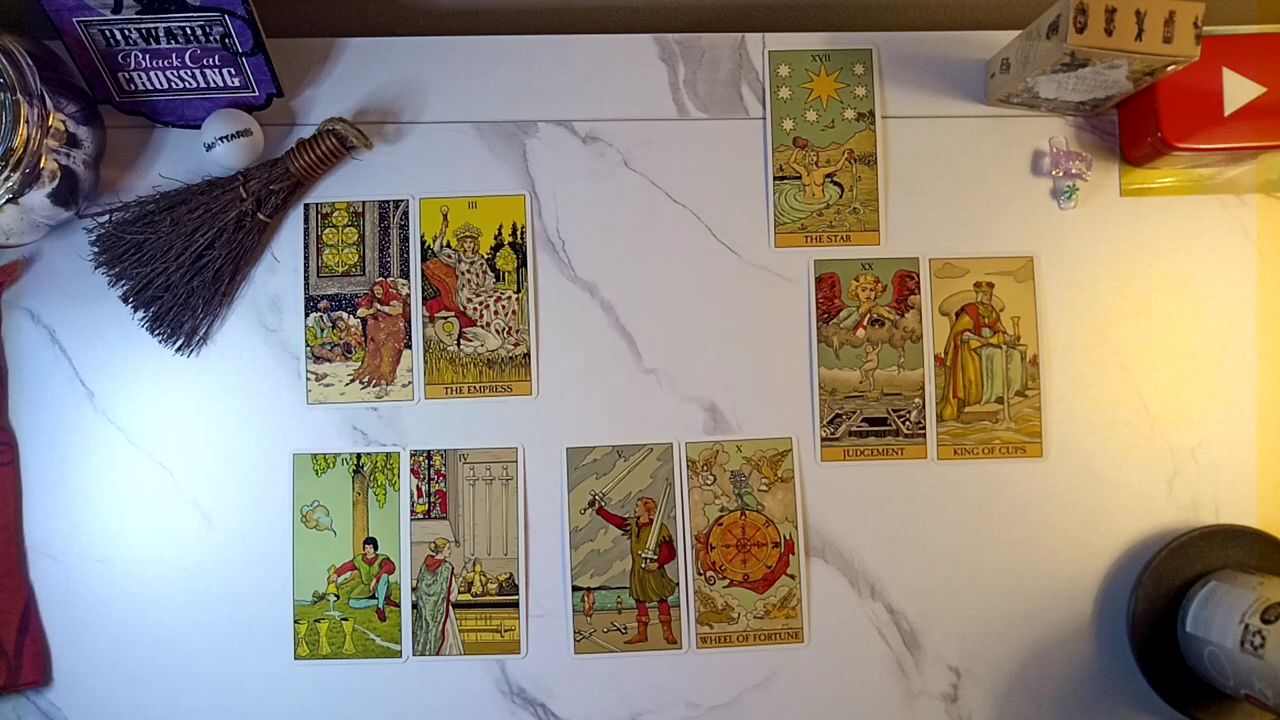 BEWARE
Black Cat
CROSSING
SAGITTARIUS
XVII
THE STAR
III
THE EMPRESS
XX
JUDGEMENT
KING OF CUPS
IV
IV
V
X
WHEEL OF FORTUNE